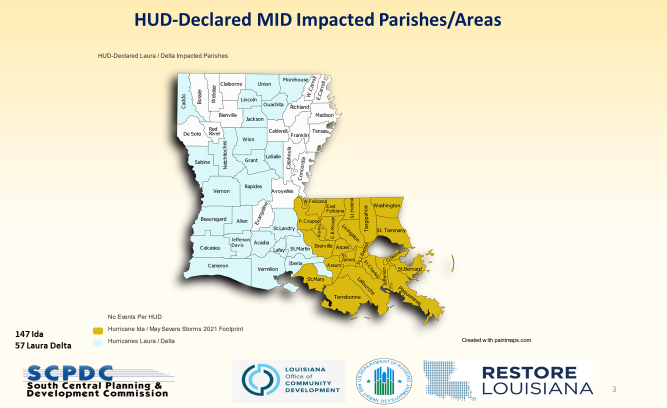 HUD-Declared MID Impacted Parishes/Areas
HUD-Declared Laura / Delta Impacted Parishes
Caddo
Bossier
Webster
Claiborne
Union
Morehouse
W.Carroll
E.Carroll
Lincoln
Ouachita
Richland
Madison
Bienville
Jackson
De Soto
Red
River
Winn
Caldwell
Franklin
Tensas
Natchitoches
Sabine
Grant
LaSalle
Catahoula
Concordia
Vernon
Rapides
Avoyelles
Beauregard
Allen
Evangeline
St.Landry
W.Feliciana
East
Feliciana
St.Helena
Tangipahoa
Washington
P.Coupee
Livingston
St. Tammany
Calcasieu
Jefferson
Davis
Acadia
Lafay
St.Martin
Iberville
Ascen
Cameron
Vermilion
Iberia
St.Mary
Assum
St.Bernard
Lafourche
Terrebonne
Plaquemines
No Events Per HUD
147 Ida
Hurricane Ida / May Severe Storms 2021 Footprint
57 Laura Delta
Hurricanes Laura / Delta
Created with paintmaps.com
SCPDC
South Central Planning &
Development Commission
LOUISIANA
Office of
COMMUNITY
DEVELOPMENT
RESTORE
LOUISIANA
3